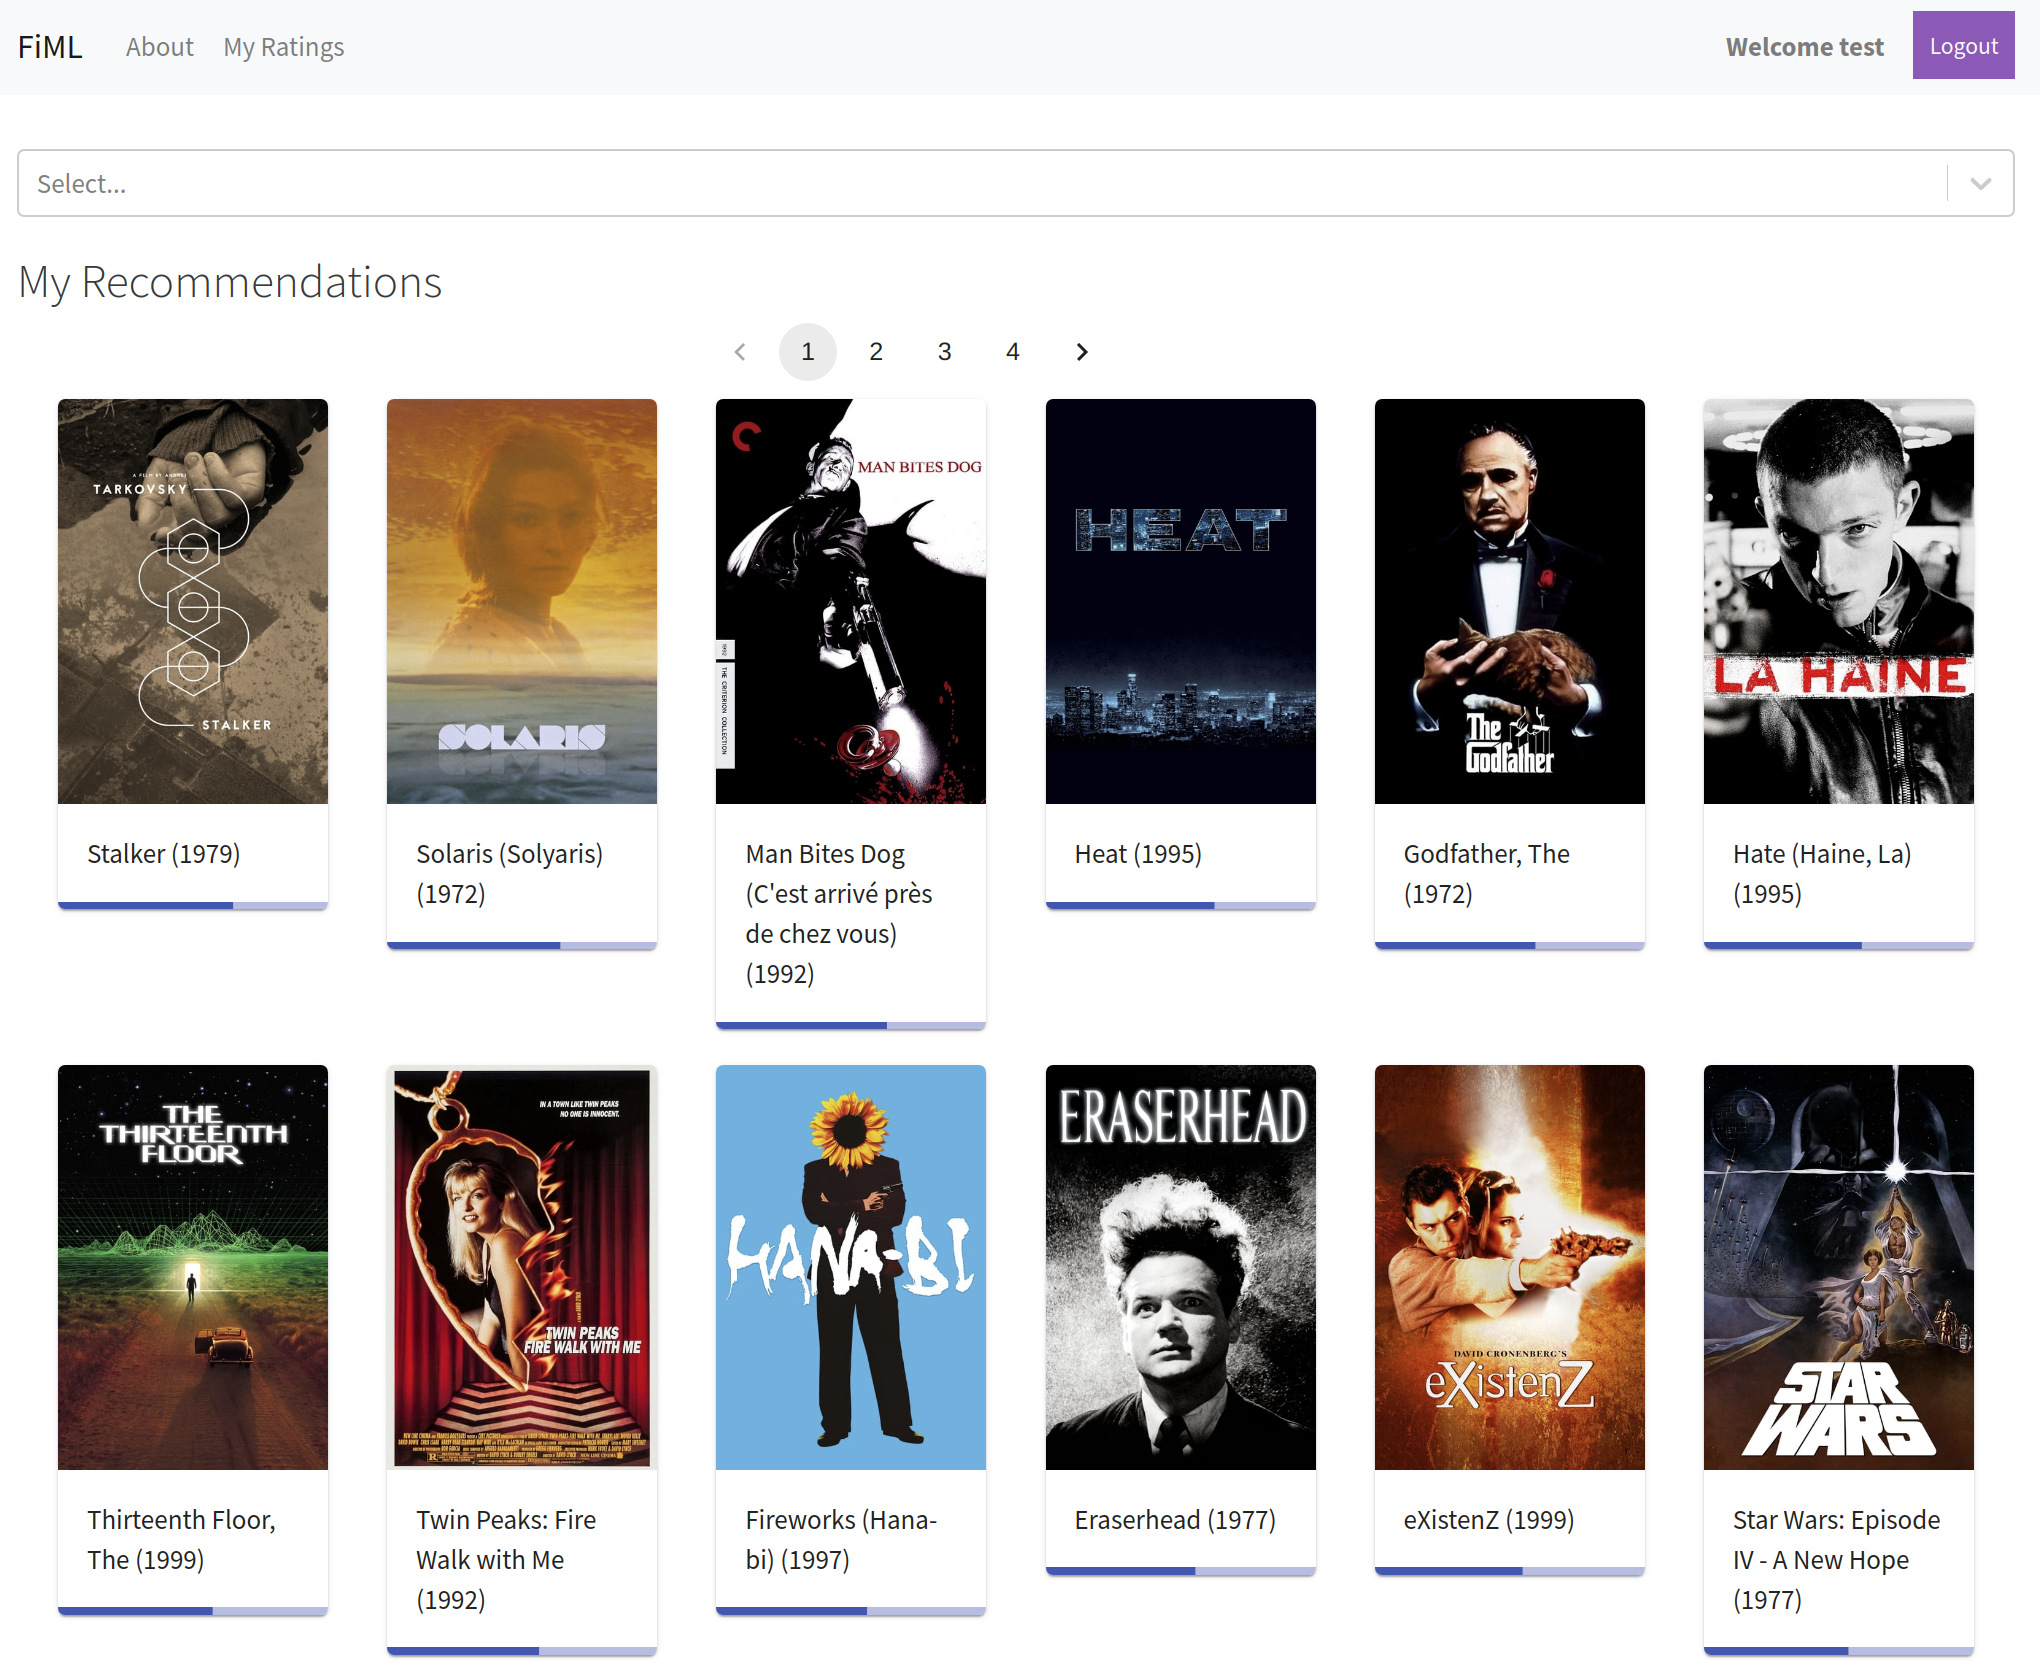 FiML
About
My Ratings
Welcome test
Logout
Select...
My Recommendations
1
2
3
4
A FILM BY ANDREI
TARKOVSKY
STALKER
SOLARIS
MAN BITES DOG
1992
THE CRITERION COLLECTION
HEAT
The
Godfather
LA HAINE
Stalker (1979)
Solaris (Solyaris)
(1972)
Man Bites Dog
(C'est arrivé près
de chez vous)
(1992)
Heat (1995)
Godfather, The
(1972)
Hate (Haine, La)
(1995)
THE
THIRTEENTH
FLOOR
IN A TOWN LIKE TWIN PEAKS
NO ONE IS INNOCENT.
TWIN PEAKS
FIRE WALK WITH ME
HANA-BI
ERASERHEAD
DAVID CRONENBERG'S
eXistenZ
STAR
WARS
Thirteenth Floor,
The (1999)
Twin Peaks: Fire
Walk with Me
(1992)
Fireworks (Hana-
bi) (1997)
Eraserhead (1977)
eXistenZ (1999)
Star Wars: Episode
IV - A New Hope
(1977)